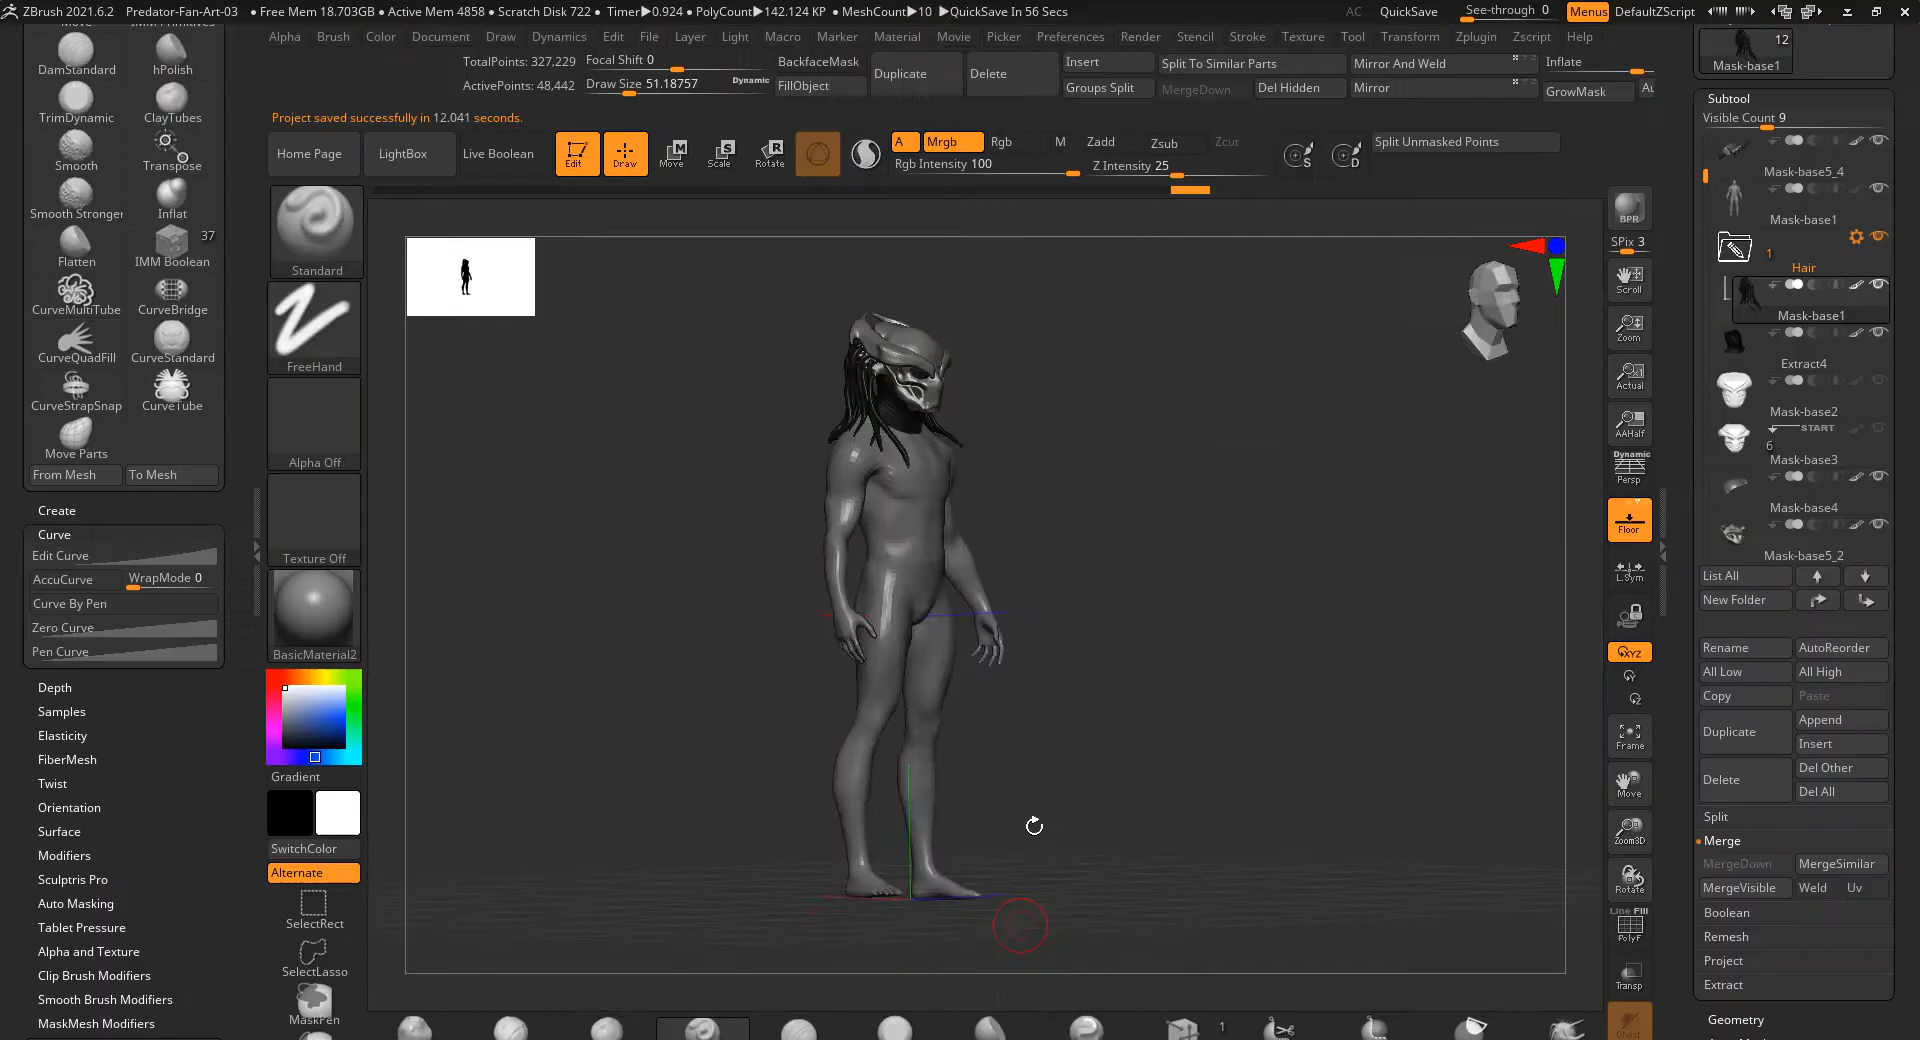 ZBrush 2021.6.2 Predator-Fan-Art-03 • Free Mem 18.703GB • Active Mem 4858 • Scratch Disk 722 • Timer▶0.924 • PolyCount▶142.124 KP • MeshCount▶10 ▶QuickSave In 56 Secs AC QuickSave See-through 0 Menus DefaultZScript
Alpha Brush Color Document Draw Dynamics Edit File Layer Light Macro Marker Material Movie Picker Preferences Render Stencil Stroke Texture Tool Transform Zplugin Zscript Help
TotalPoints: 327,229 Focal Shift 0 BackfaceMask Duplicate Delete Insert Split To Similar Parts Mirror And Weld Inflate
ActivePoints: 48,442 Draw Size 51.18757 Dynamic FillObject Groups Split MergeDown Del Hidden Mirror GrowMask Au
Project saved successfully in 12.041 seconds.
Home Page LightBox Live Boolean Edit Draw Move Scale Rotate A Mrgb Rgb M Zadd Zsub Zcut Split Unmasked Points
M S R S D
Rgb Intensity 100 Z Intensity 25
DamStandard hPolish
TrimDynamic ClayTubes
Smooth Transpose
Smooth Stronger Inflat
37
Flatten IMM Boolean
CurveMultiTube CurveBridge
CurveQuadFill CurveStandard
CurveStrapSnap CurveTube
Move Parts
From Mesh To Mesh
Create
Curve
Edit Curve
AccuCurve WrapMode 0
Curve By Pen
Zero Curve
Pen Curve
Depth
Samples
Elasticity
FiberMesh
Twist
Orientation
Surface
Modifiers
Sculptris Pro
Auto Masking
Tablet Pressure
Alpha and Texture
Clip Brush Modifiers
Smooth Brush Modifiers
MaskMesh Modifiers
Standard
FreeHand
Alpha Off
Texture Off
BasicMaterial2
Gradient
SwitchColor
Alternate
SelectRect
SelectLasso
MaskPen
1
BPR
SPix 3
Scroll
Zoom
Actual
AAHalf
Dynamic
Persp
Floor
L.Sym
XYZ
Y
Z
Frame
Move
Zoom3D
Rotate
Line Fill
PolyF
Transp
Ghost
12
Mask-base1
Subtool
Visible Count 9
Mask-base5_4
Mask-base1
1
Hair
Mask-base1
Extract4
Mask-base2
START
6
Mask-base3
Mask-base4
Mask-base5_2
List All
New Folder
Rename AutoReorder
All Low All High
Copy Paste
Duplicate Append
Insert
Delete Del Other
Del All
Split
Merge
MergeDown MergeSimilar
MergeVisible Weld Uv
Boolean
Remesh
Project
Extract
Geometry